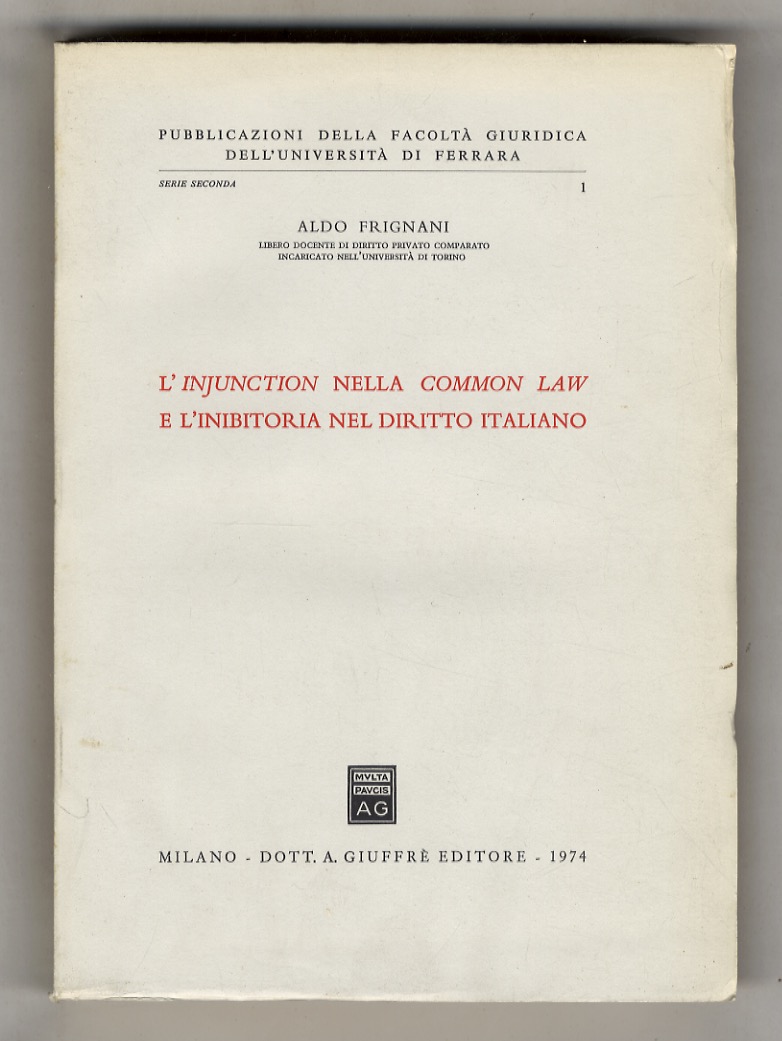 PUBBLICAZIONI DELLA FACOLTÀ GIURIDICA
DELL'UNIVERSITÀ DI FERRARA
SERIE SECONDA 1
ALDO FRIGNANI
LIBERO DOCENTE DI DIRITTO PRIVATO COMPARATO
INCARICATO NELL'UNIVERSITÀ DI TORINO
L' INJUNCTION NELLA COMMON LAW
E L'INIBITORIA NEL DIRITTO ITALIANO
MVLTA
PAVCIS
AG
MILANO - DOTT. A. GIUFFRÈ EDITORE - 1974